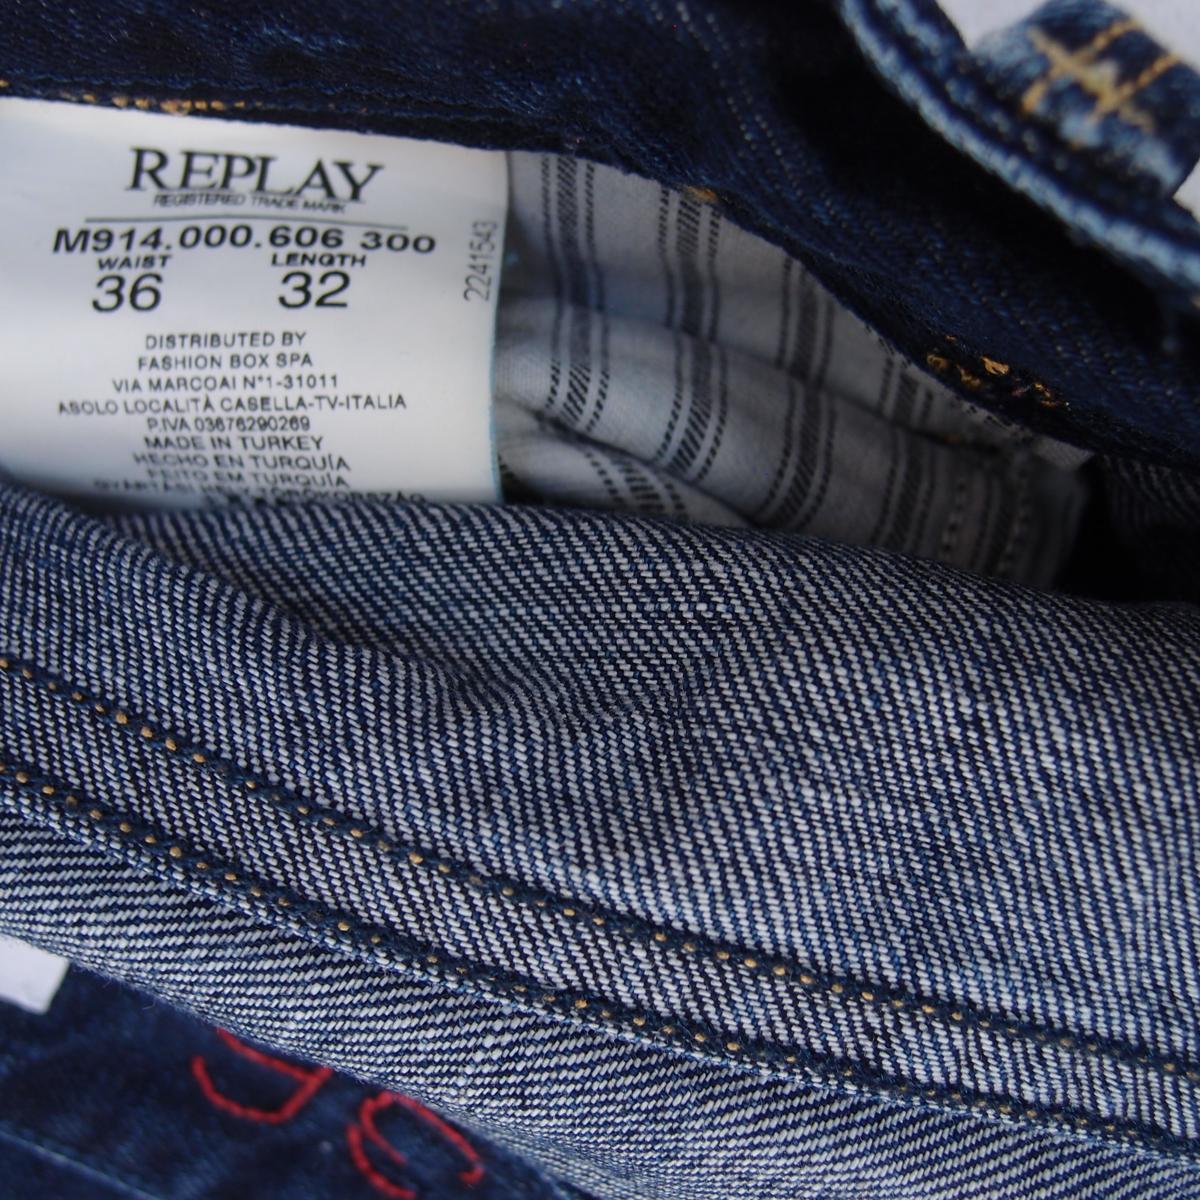 REPLAY
REGISTERED TRADE MARK
M914.000.606 300
WAIST LENGTH
36 32
2241543
DISTRIBUTED BY
FASHION BOX SPA
VIA MARCOAI N°1-31011
ASOLO LOCALITÀ CASELLA-TV-ITALIA
P.IVA 03676290269
MADE IN TURKEY
HECHO EN TURQUÍA
FEITO EM TURQUIA